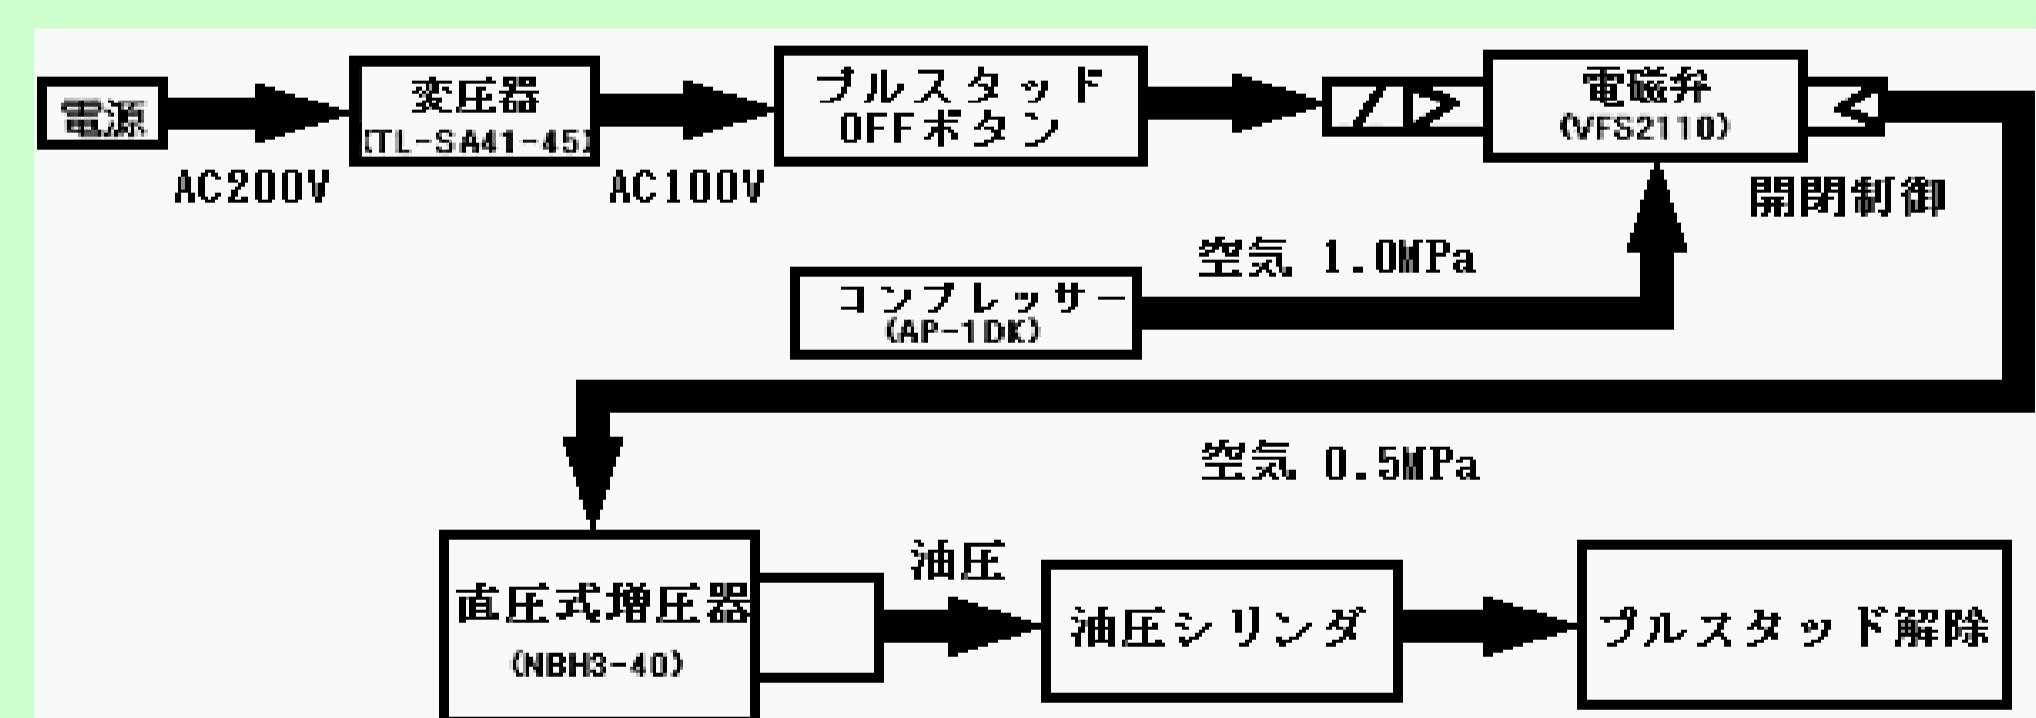 電源
変圧器
(TL-SA41-45)
プルスタッド
OFFボタン
電磁弁
(VFS2110)
AC200V
AC100V
開閉制御
空気 1.0MPa
コンプレッサー
(AP-1DK)
空気 0.5MPa
直圧式増圧器
(NBH3-40)
油圧
油圧シリンダ
プルスタッド解除